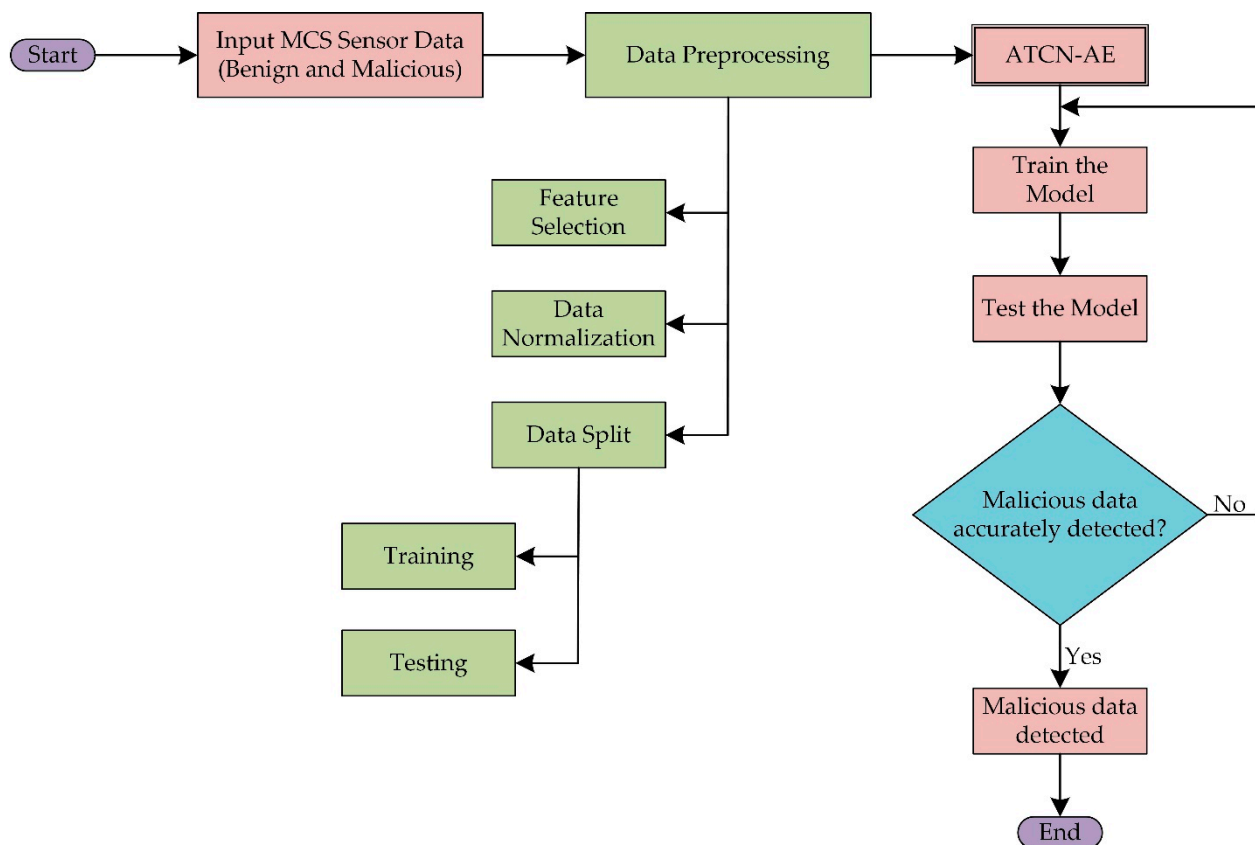 Start
Input MCS Sensor Data
(Benign and Malicious)
Data Preprocessing
ATCN-AE
Feature
Selection
Data
Normalization
Data Split
Training
Testing
Train the
Model
Test the Model
Malicious data
accurately detected?
No
Yes
Malicious data
detected
End